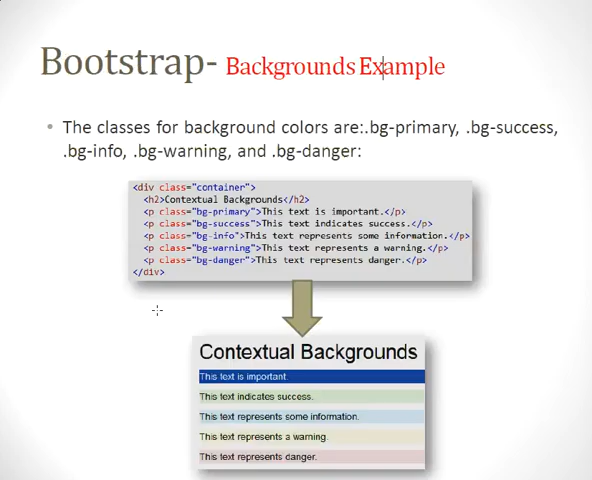 Bootstrap- Backgrounds Example
• The classes for background colors are:.bg-primary, .bg-success,
.bg-info, .bg-warning, and .bg-danger:
<div class="container">
<h2>Contextual Backgrounds</h2>
<p class="bg-primary">This text is important.</p>
<p class="bg-success">This text indicates success.</p>
<p class="bg-info">This text represents some information.</p>
<p class="bg-warning">This text represents a warning.</p>
<p class="bg-danger">This text represents danger.</p>
</div>
Contextual Backgrounds
This text is important.
This text indicates success.
This text represents some information.
This text represents a warning.
This text represents danger.